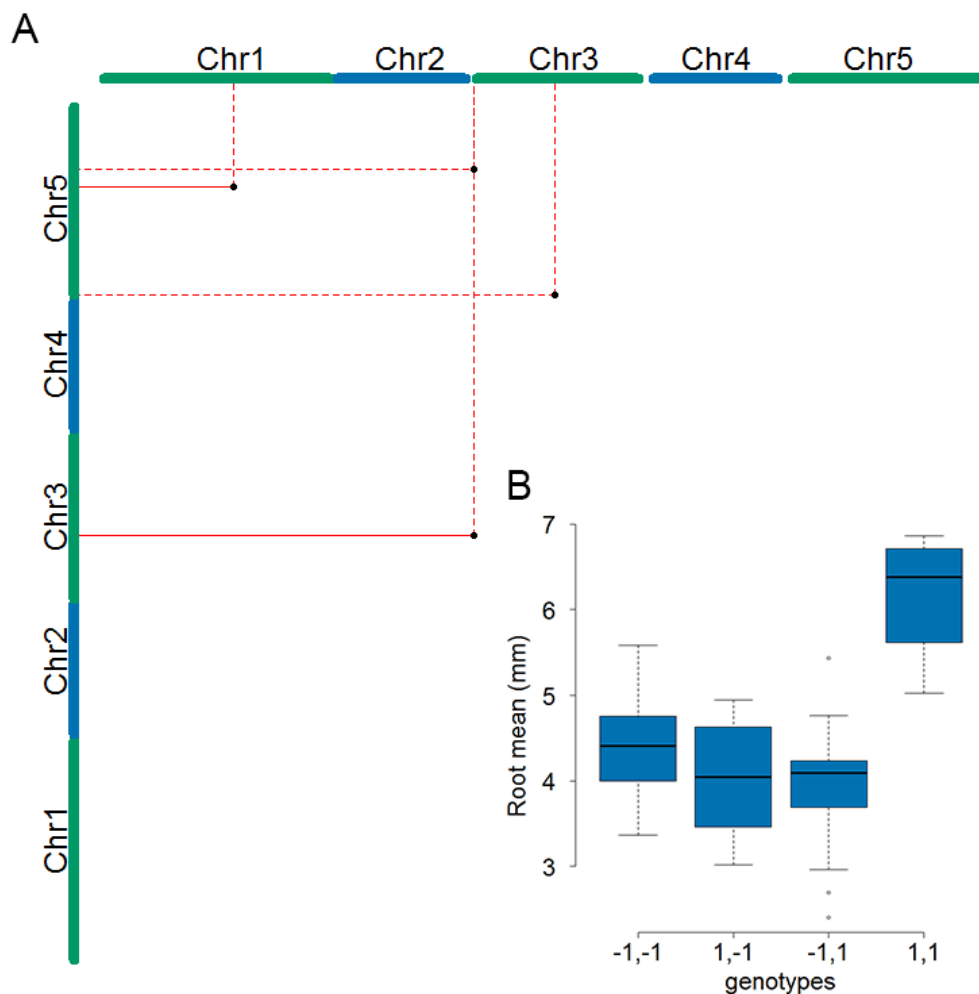 A
Chr1 Chr2 Chr3 Chr4 Chr5
Chr5
Chr4
Chr3
Chr2
Chr1
B
Root mean (mm)
7
6
5
4
3
-1,-1 1,-1 -1,1 1,1
genotypes